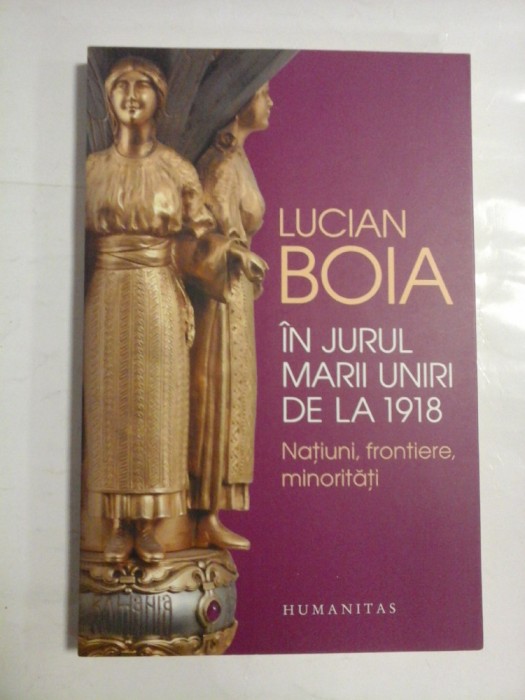 LUCIAN
BOIA
ÎN JURUL
MARII UNIRI
DE LA 1918
Națiuni, frontiere,
minorități
HUMANITAS